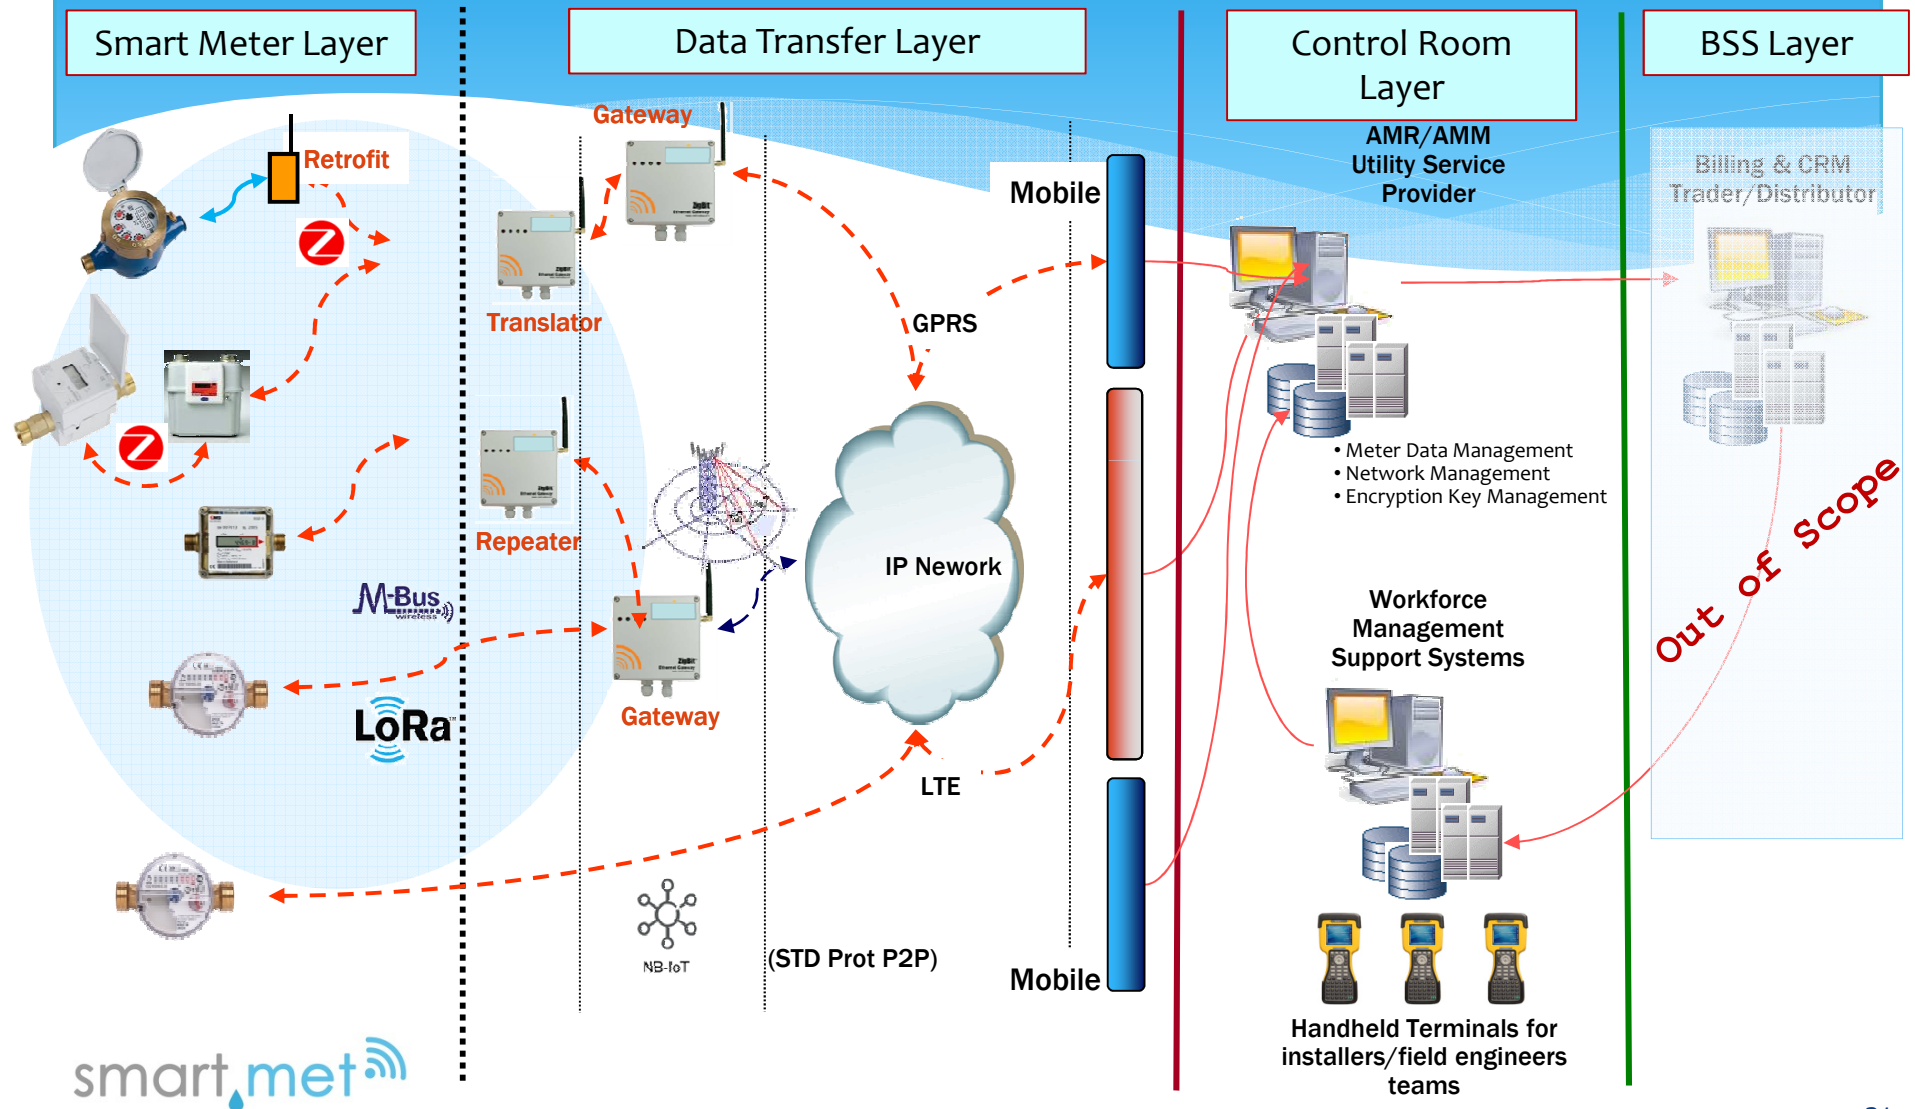 Smart Meter Layer
Data Transfer Layer
Control Room
Layer
BSS Layer
Gateway
Retrofit
Mobile
AMR/AMM
Utility Service
Provider
Billing & CRM
Trader/Distributor
Translator
GPRS
• Meter Data Management
• Network Management
• Encryption Key Management
Repeater
IP Nework
Out of Scope
M-Bus
wireless
Workforce
Management
Support Systems
LoRa
Gateway
LTE
NB-IoT
(STD Prot P2P)
Mobile
Handheld Terminals for
installers/field engineers
teams
smart.met